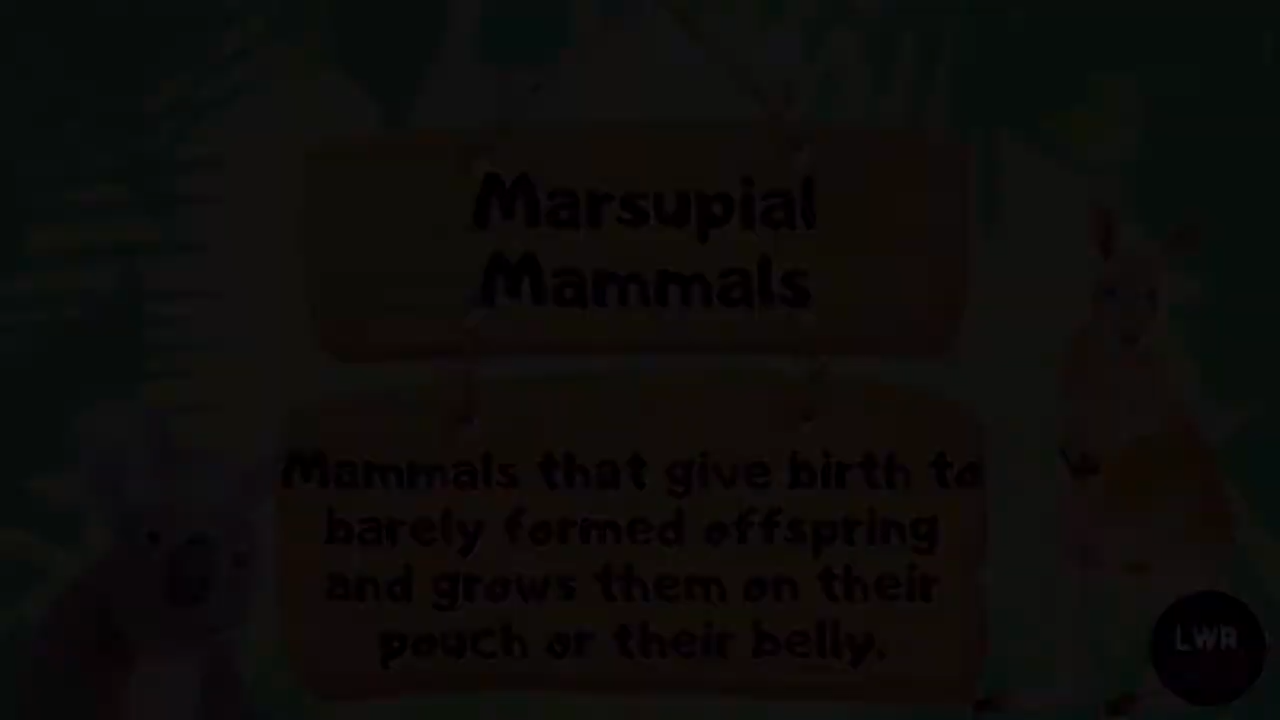 Marsupial
Mammals
Mammals that give birth to
barely formed offspring
and grows them on their
pouch or their belly.
LWR